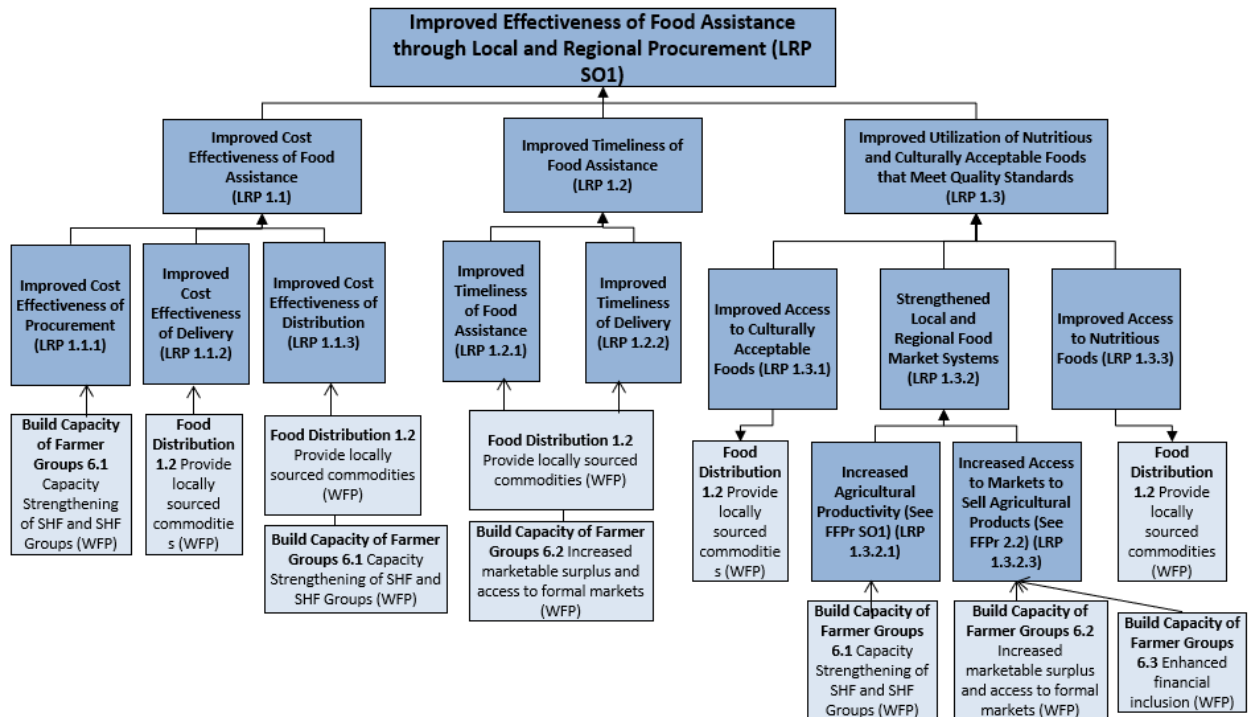 Improved Effectiveness of Food Assistance
through Local and Regional Procurement (LRP
SO1)
Improved Cost
Effectiveness of Food
Assistance
(LRP 1.1)
Improved Timeliness of
Food Assistance
(LRP 1.2)
Improved Utilization of Nutritious
and Culturally Acceptable Foods
that Meet Quality Standards
(LRP 1.3)
Improved Cost
Effectiveness of
Procurement
(LRP 1.1.1)
Improved
Cost
Effectiveness
of Delivery
(LRP 1.1.2)
Improved Cost
Effectiveness of
Distribution
(LRP 1.1.3)
Improved
Timeliness
of Food
Assistance
(LRP 1.2.1)
Improved
Timeliness
of Delivery
(LRP 1.2.2)
Improved Access
to Culturally
Acceptable
Foods (LRP 1.3.1)
Strengthened
Local and
Regional Food
Market Systems
(LRP 1.3.2)
Improved Access
to Nutritious
Foods (LRP 1.3.3)
Build Capacity
of Farmer
Groups 6.1
Capacity
Strengthening
of SHF and SHF
Groups (WFP)
Food
Distribution
1.2 Provide
locally
sourced
commoditie
s (WFP)
Food Distribution 1.2
Provide locally
sourced commodities
(WFP)
Build Capacity of Farmer
Groups 6.1 Capacity
Strengthening of SHF and
SHF Groups (WFP)
Food Distribution 1.2
Provide locally sourced
commodities (WFP)
Build Capacity of Farmer
Groups 6.2 Increased
marketable surplus and
access to formal markets
(WFP)
Food
Distribution
1.2 Provide
locally
sourced
commoditie
s (WFP)
Increased
Agricultural
Productivity (See
FFPr SO1) (LRP
1.3.2.1)
Increased Access
to Markets to
Sell Agricultural
Products (See
FFPr 2.2) (LRP
1.3.2.3)
Food
Distribution
1.2 Provide
locally
sourced
commodities
(WFP)
Build Capacity of
Farmer Groups
6.1 Capacity
Strengthening of
SHF and SHF
Groups (WFP)
Build Capacity of
Farmer Groups 6.2
Increased
marketable surplus
and access to formal
markets (WFP)
Build Capacity of
Farmer Groups
6.3 Enhanced
financial
inclusion (WFP)